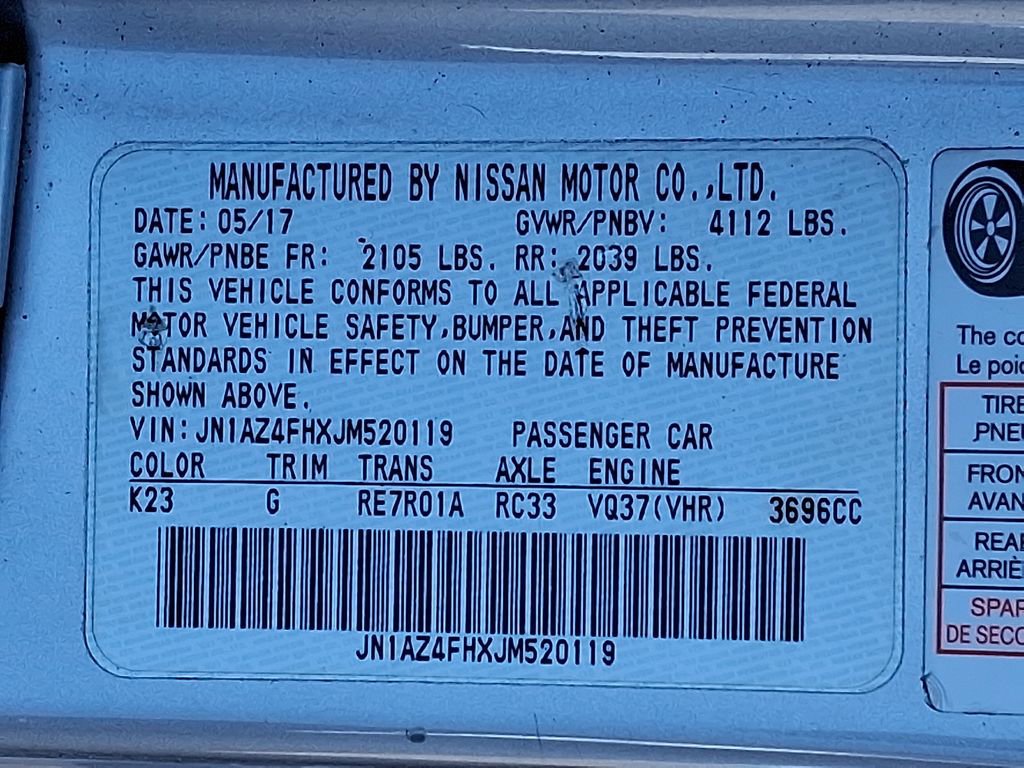 MANUFACTURED BY NISSAN MOTOR CO.,LTD.
DATE: 05/17 GVWR/PNBV: 4112 LBS.
GAWR/PNBE FR: 2105 LBS. RR: 2039 LBS.
THIS VEHICLE CONFORMS TO ALL APPLICABLE FEDERAL
MOTOR VEHICLE SAFETY,BUMPER,AND THEFT PREVENTION
STANDARDS IN EFFECT ON THE DATE OF MANUFACTURE
SHOWN ABOVE.
VIN:JN1AZ4FHXJM520119 PASSENGER CAR
COLOR TRIM TRANS AXLE ENGINE
K23 G RE7R01A RC33 VQ37(VHR) 3696CC
JN1AZ4FHXJM520119
The co
Le poid
TIRE
PNEU
FRON
AVAN
REAR
ARRIÈ
SPAR
DE SECO